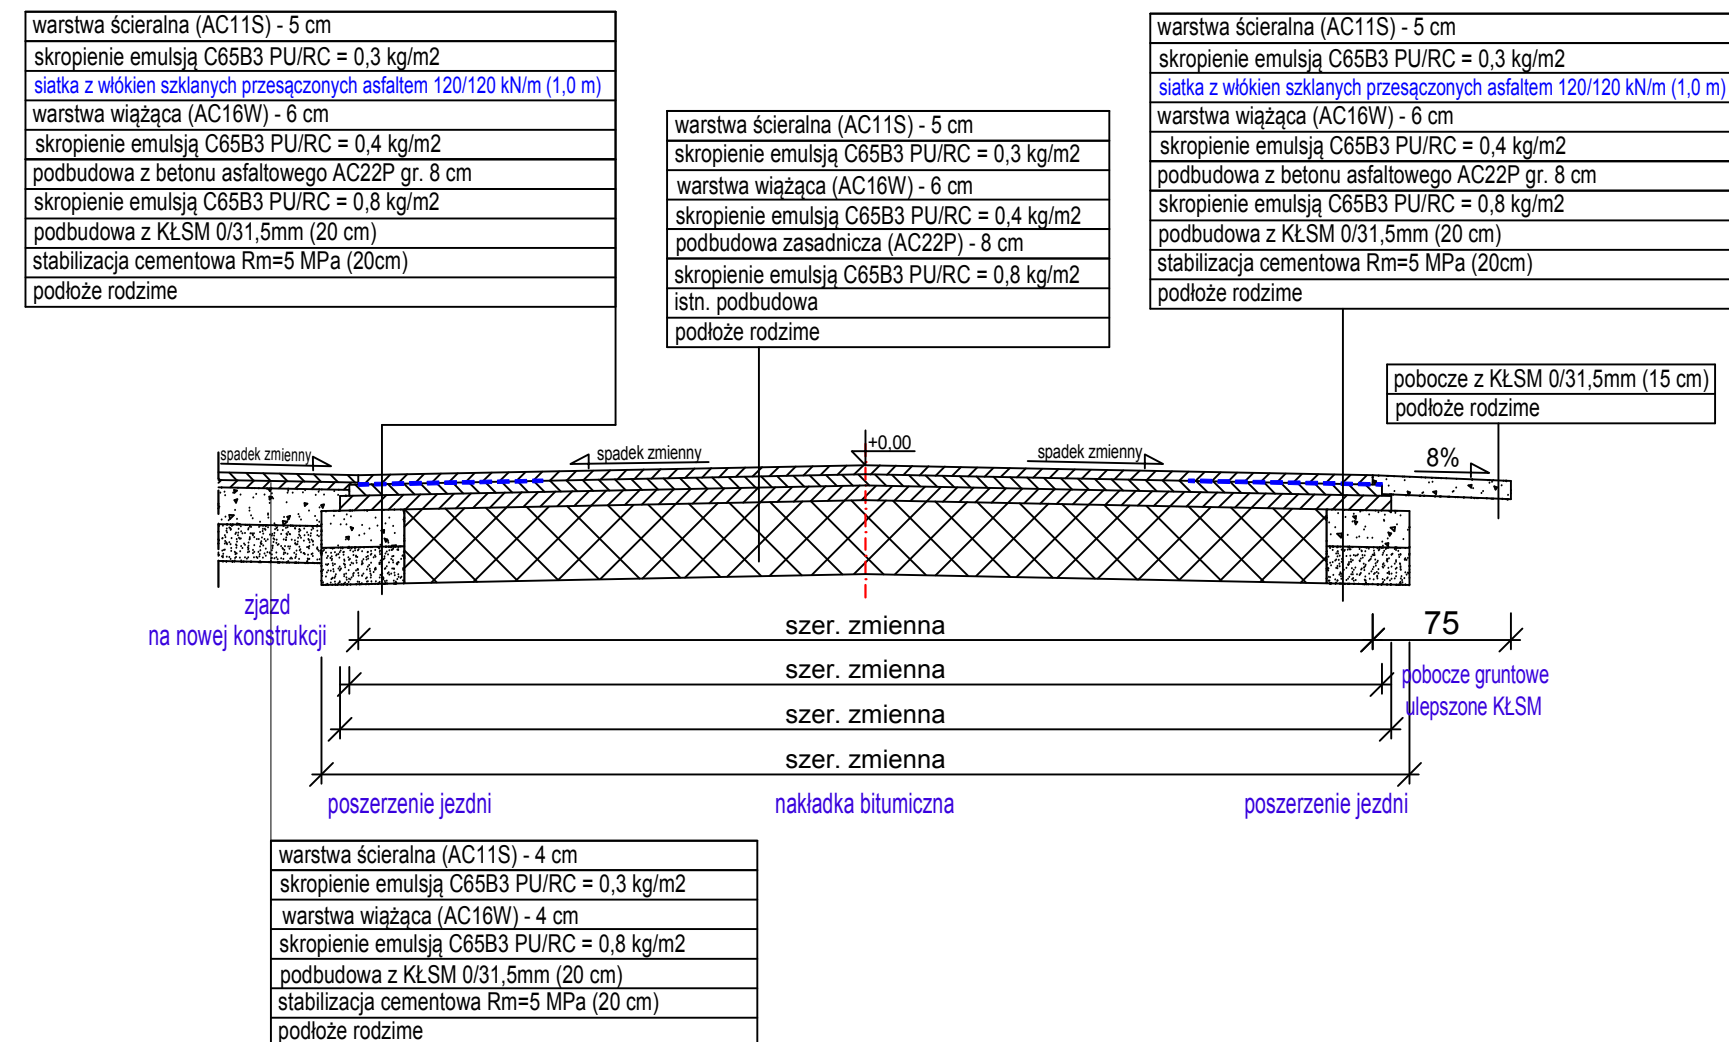 warstwa ścieralna (AC11S) - 5 cm
skropienie emulsją C65B3 PU/RC = 0,3 kg/m2
siatka z włókien szklanych przesączonych asfaltem 120/120 kN/m (1,0 m)
warstwa wiążąca (AC16W) - 6 cm
skropienie emulsją C65B3 PU/RC = 0,4 kg/m2
podbudowa z betonu asfaltowego AC22P gr. 8 cm
skropienie emulsją C65B3 PU/RC = 0,8 kg/m2
podbudowa z KŁSM 0/31,5mm (20 cm)
stabilizacja cementowa Rm=5 MPa (20cm)
podłoże rodzime
warstwa ścieralna (AC11S) - 5 cm
skropienie emulsją C65B3 PU/RC = 0,3 kg/m2
warstwa wiążąca (AC16W) - 6 cm
skropienie emulsją C65B3 PU/RC = 0,4 kg/m2
podbudowa zasadnicza (AC22P) - 8 cm
skropienie emulsją C65B3 PU/RC = 0,8 kg/m2
istn. podbudowa
podłoże rodzime
warstwa ścieralna (AC11S) - 5 cm
skropienie emulsją C65B3 PU/RC = 0,3 kg/m2
siatka z włókien szklanych przesączonych asfaltem 120/120 kN/m (1,0 m)
warstwa wiążąca (AC16W) - 6 cm
skropienie emulsją C65B3 PU/RC = 0,4 kg/m2
podbudowa z betonu asfaltowego AC22P gr. 8 cm
skropienie emulsją C65B3 PU/RC = 0,8 kg/m2
podbudowa z KŁSM 0/31,5mm (20 cm)
stabilizacja cementowa Rm=5 MPa (20cm)
podłoże rodzime
pobocze z KŁSM 0/31,5mm (15 cm)
podłoże rodzime
spadek zmienny
spadek zmienny
+0,00
spadek zmienny
8%
zjazd
na nowej konstrukcji
szer. zmienna
75
szer. zmienna
pobocze gruntowe
ulepszone KŁSM
szer. zmienna
szer. zmienna
poszerzenie jezdni
nakładka bitumiczna
poszerzenie jezdni
warstwa ścieralna (AC11S) - 4 cm
skropienie emulsją C65B3 PU/RC = 0,3 kg/m2
warstwa wiążąca (AC16W) - 4 cm
skropienie emulsją C65B3 PU/RC = 0,8 kg/m2
podbudowa z KŁSM 0/31,5mm (20 cm)
stabilizacja cementowa Rm=5 MPa (20 cm)
podłoże rodzime